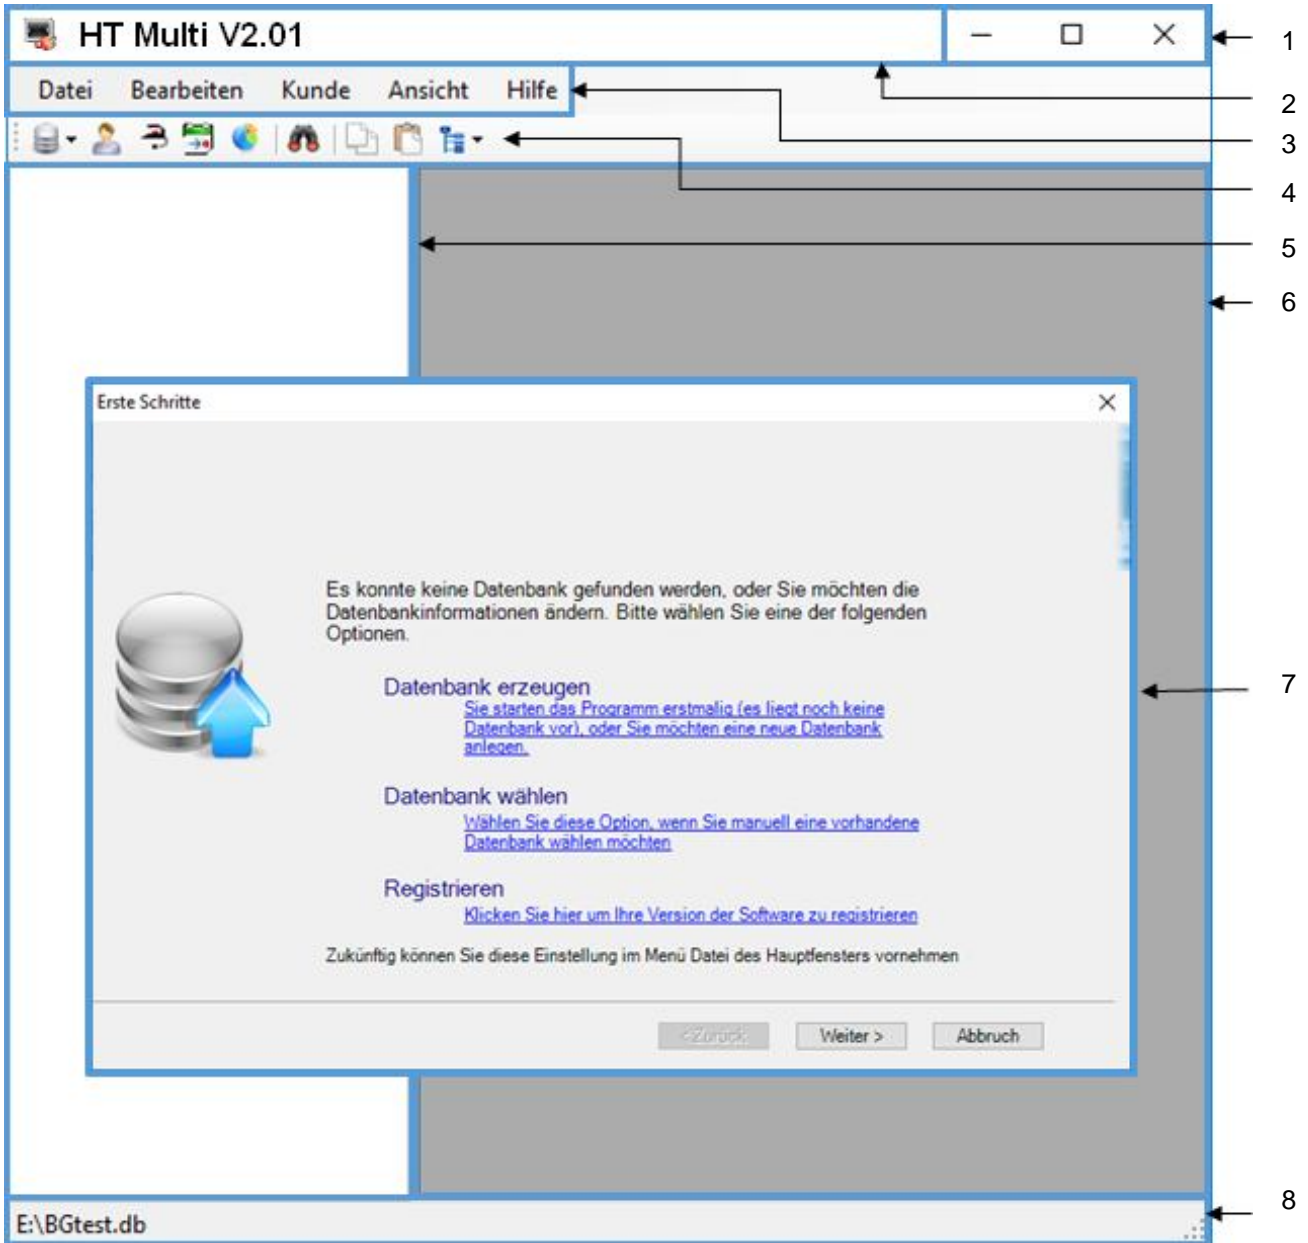 HT Multi V2.01
1
Datei Bearbeiten Kunde Ansicht Hilfe
2
3
4
5
6
Erste Schritte
Es konnte keine Datenbank gefunden werden, oder Sie möchten die
Datenbankinformationen ändern. Bitte wählen Sie eine der folgenden
Optionen.
Datenbank erzeugen
Sie starten das Programm erstmalig (es liegt noch keine
Datenbank vor), oder Sie möchten eine neue Datenbank
anlegen.
7
Datenbank wählen
Wählen Sie diese Option, wenn Sie manuell eine vorhandene
Datenbank wählen möchten
Registrieren
Klicken Sie hier um Ihre Version der Software zu registrieren
Zukünftig können Sie diese Einstellung im Menü Datei des Hauptfensters vornehmen
<Zurück Weiter > Abbruch
8
E:\BGtest.db